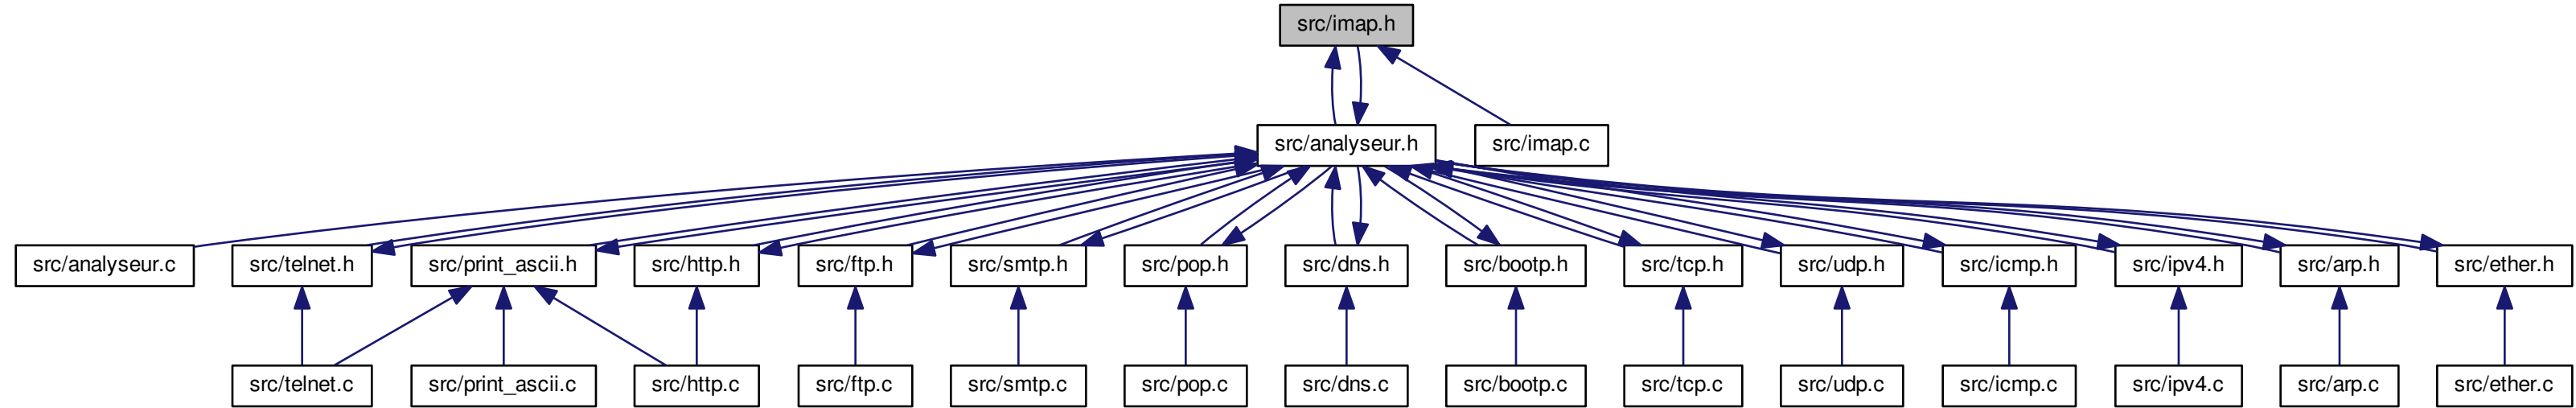 src/imap.h
src/analyseur.h
src/imap.c
src/analyseur.c
src/telnet.h
src/print_ascii.h
src/http.h
src/ftp.h
src/smtp.h
src/pop.h
src/dns.h
src/bootp.h
src/tcp.h
src/udp.h
src/icmp.h
src/ipv4.h
src/arp.h
src/ether.h
src/telnet.c
src/print_ascii.c
src/http.c
src/ftp.c
src/smtp.c
src/pop.c
src/dns.c
src/bootp.c
src/tcp.c
src/udp.c
src/icmp.c
src/ipv4.c
src/arp.c
src/ether.c